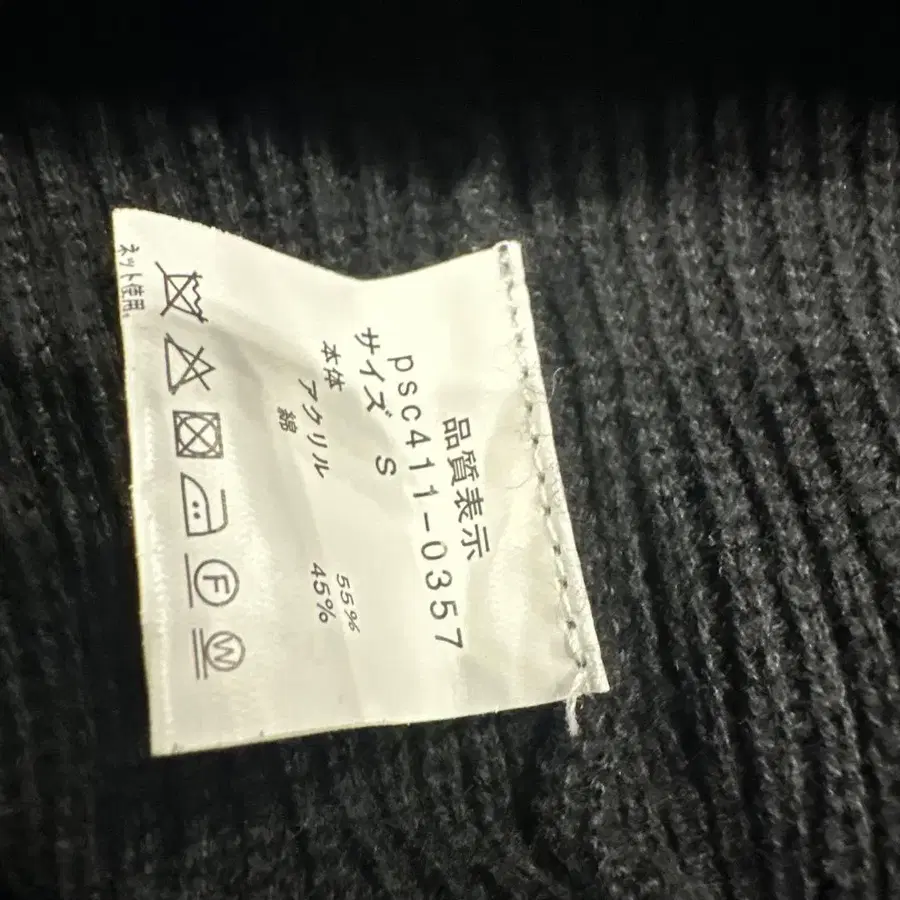 品質表示
psc411-0357
サイズ S
本体 アクリル 55%
綿 45%
F
W
ネット使用。